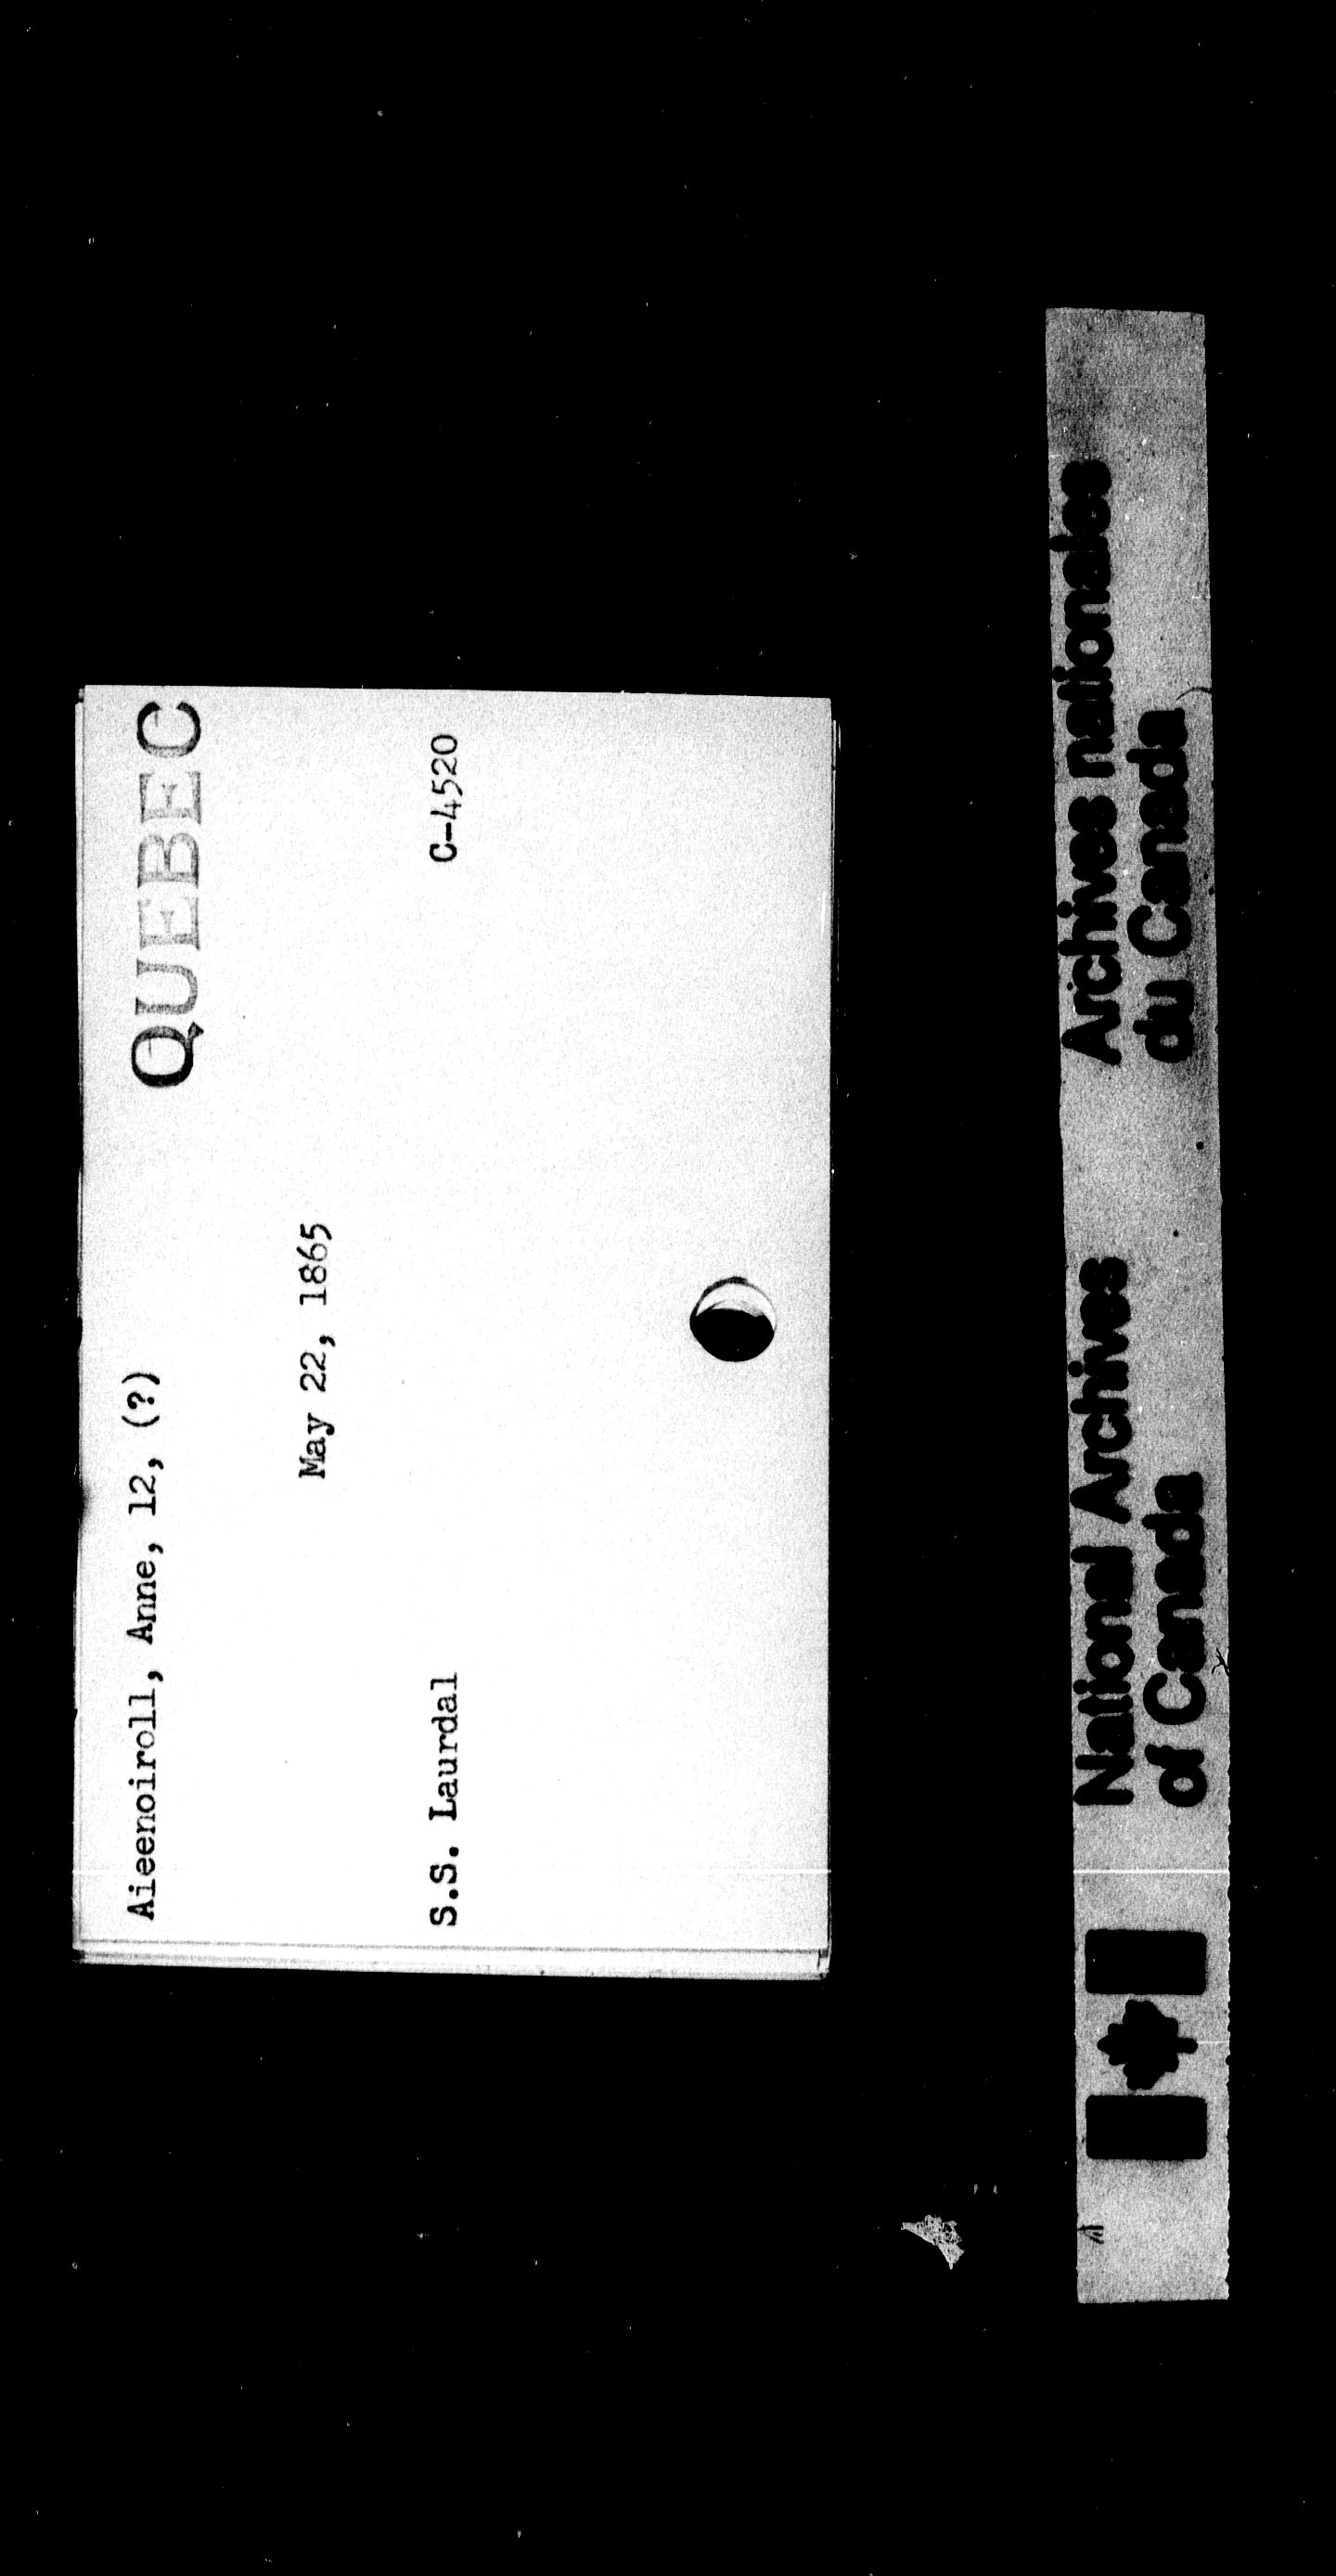 Aieenoiroll, Anne, 12, (?)
QUEBEC
May 22, 1865
S.S. Laurdal
C-4520
National Archives
of Canada
Archives nationales
du Canada